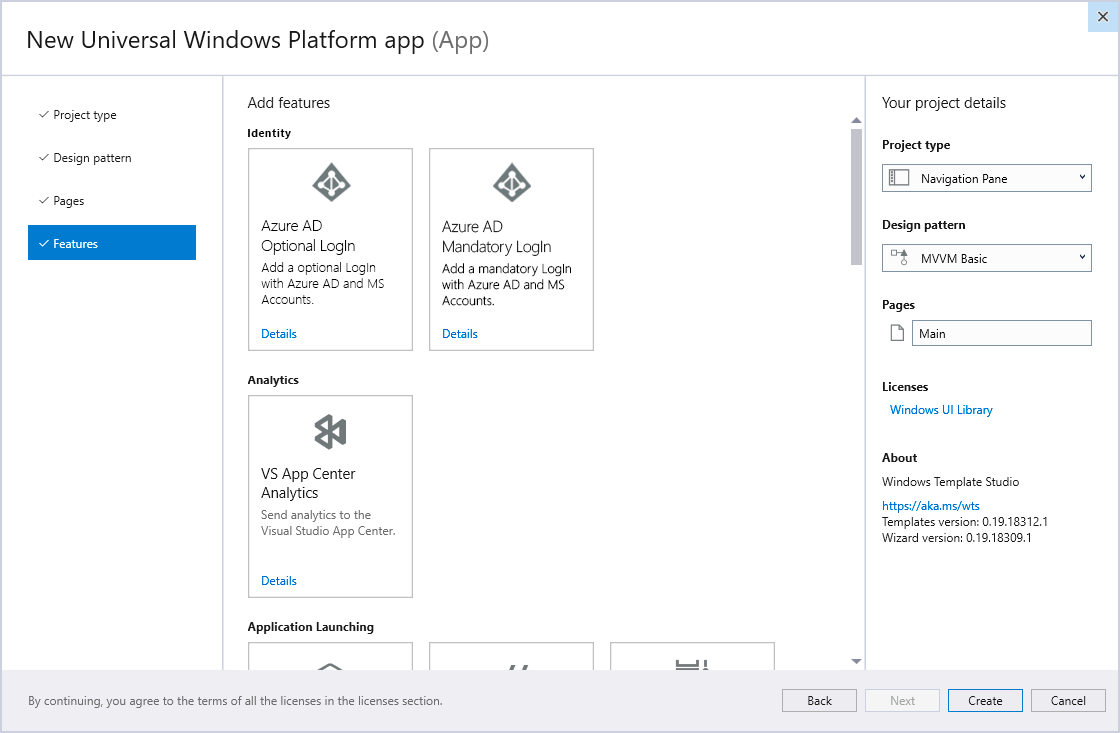 New Universal Windows Platform app (App)
Project type
Design pattern
Pages
Features
Add features
Identity
Azure AD
Optional LogIn
Add a optional LogIn
with Azure AD and MS
Accounts.
Details
Azure AD
Mandatory LogIn
Add a mandatory LogIn
with Azure AD and MS
Accounts.
Details
Analytics
VS App Center
Analytics
Send analytics to the
Visual Studio App Center.
Details
Application Launching
Your project details
Project type
Navigation Pane
Design pattern
MVVM Basic
Pages
Main
Licenses
Windows UI Library
About
Windows Template Studio
https://aka.ms/wts
Templates version: 0.19.18312.1
Wizard version: 0.19.18309.1
By continuing, you agree to the terms of all the licenses in the licenses section.
Back
Next
Create
Cancel